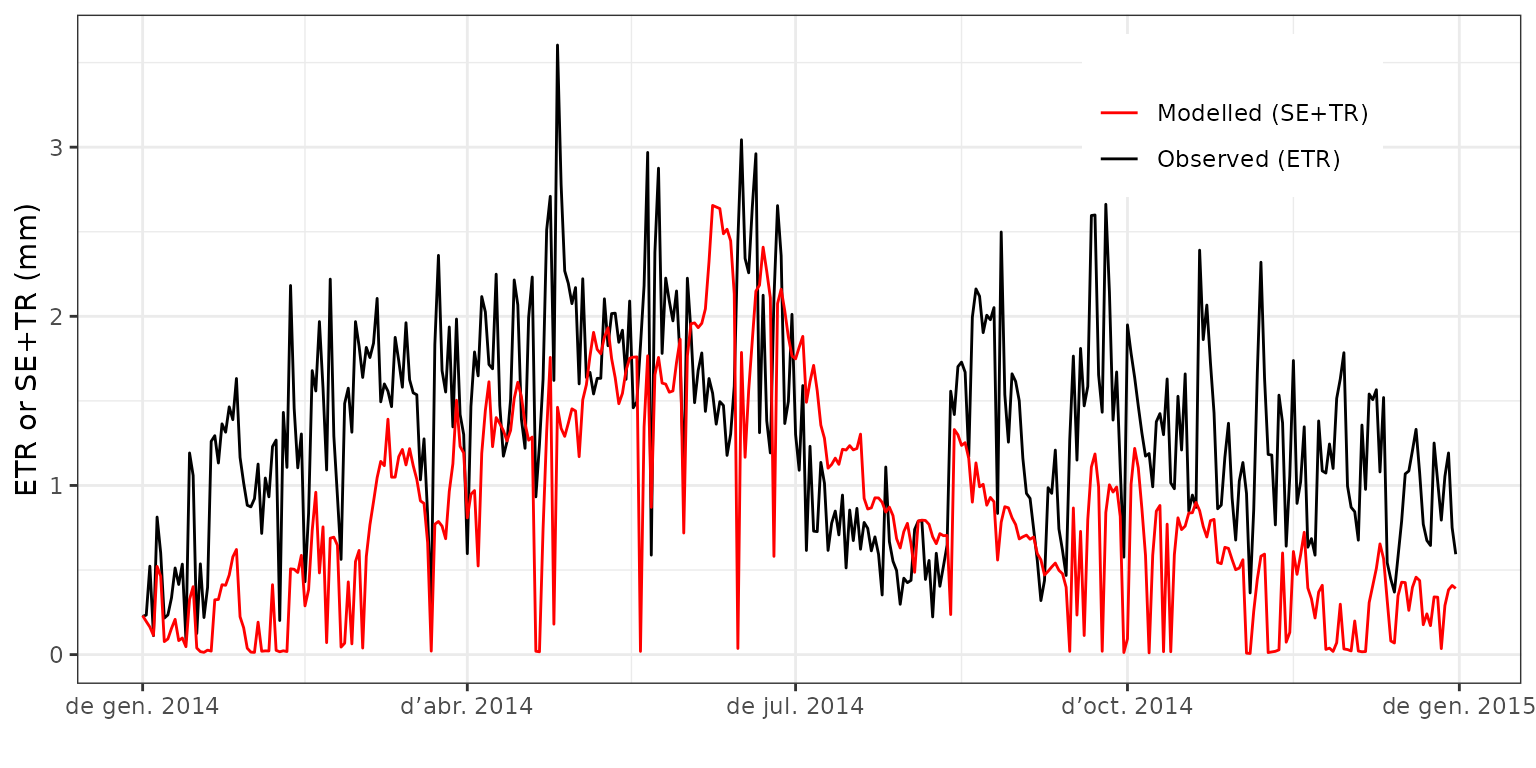 ETR or SE+TR (mm)
3
2
1
0
Modelled (SE+TR)
Observed (ETR)
de gen. 2014
d’abr. 2014
de jul. 2014
d’oct. 2014
de gen. 2015